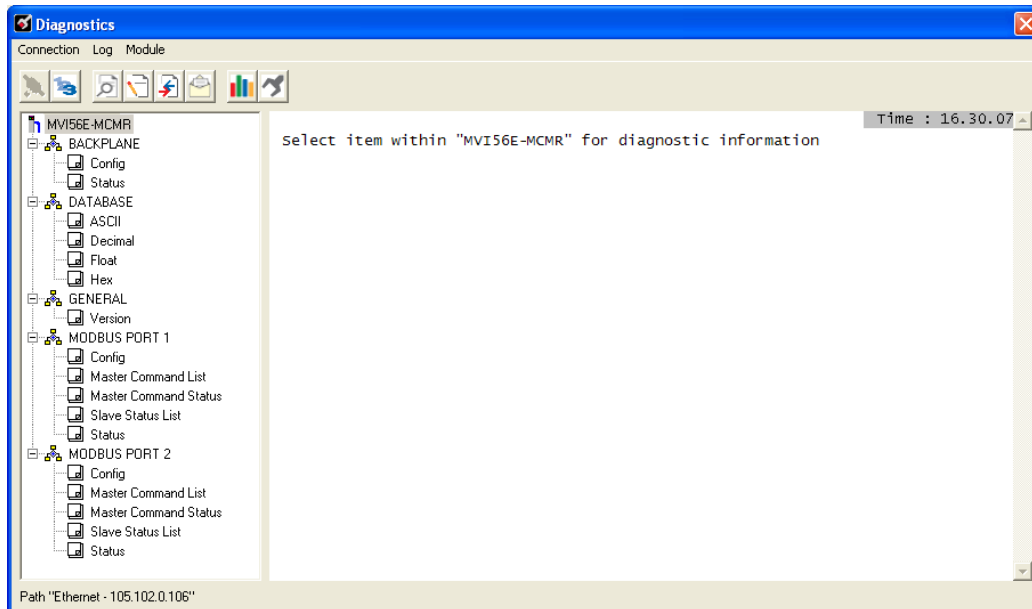 Diagnostics
Connection Log Module
MVI56E-MCMR
BACKPLANE
Config
Status
DATABASE
ASCII
Decimal
Float
Hex
GENERAL
Version
MODBUS PORT 1
Config
Master Command List
Master Command Status
Slave Status List
Status
MODBUS PORT 2
Config
Master Command List
Master Command Status
Slave Status List
Status
Time : 16.30.07
Select item within "MVI56E-MCMR" for diagnostic information
Path "Ethernet - 105.102.0.106"